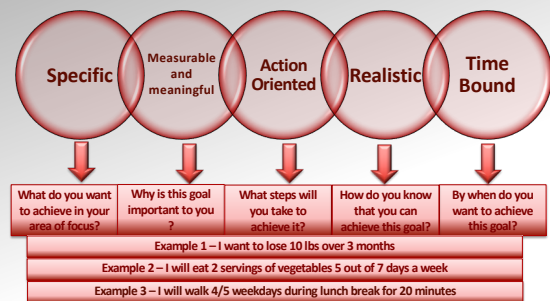 Specific
Measurable
and
meaningful
Action
Oriented
Realistic
Time
Bound
What do you want
to achieve in your
area of focus?
Why is this goal
important to you
?
What steps will
you take to
achieve it?
How do you know
that you can
achieve this goal?
By when do you
want to achieve
this goal?
Example 1 – I want to lose 10 lbs over 3 months
Example 2 – I will eat 2 servings of vegetables 5 out of 7 days a week
Example 3 – I will walk 4/5 weekdays during lunch break for 20 minutes